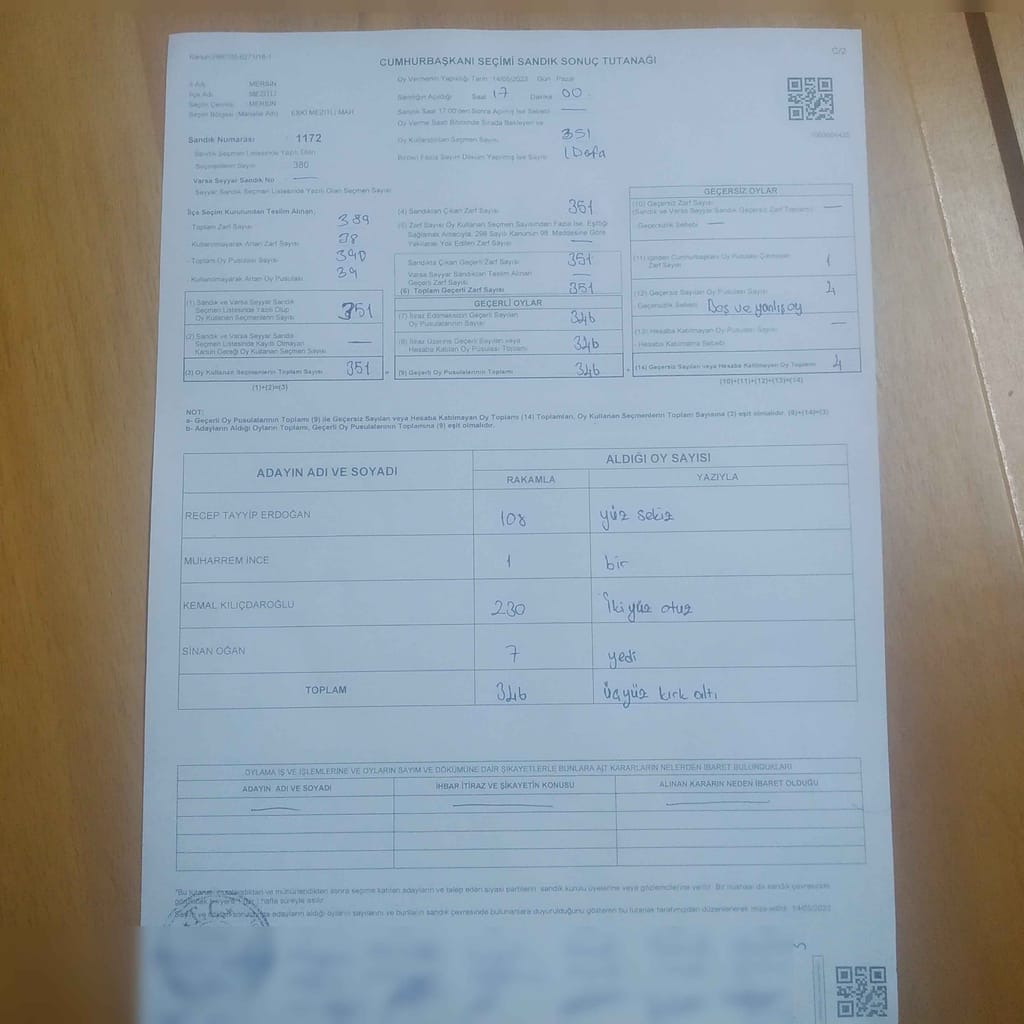 C/2
CUMHURBAŞKANI SEÇİMİ SANDIK SONUÇ TUTANAĞI
İl Adı: MERSİN
İlçe Adı: MEZİTLİ
Seçim Çevresi: MERSİN
Seçim Bölgesi (Mahalle Adı) ESKİ MEZİTLİ MAH
Sandık Numarası 1172
Sandık Seçmen Listesinde Yazılı Olan
Seçmenlerin Sayısı 380
Varsa Seyyar Sandık No —
Seyyar Sandık Seçmen Listesinde Yazılı Olan Seçmen Sayısı
Oy Vermenin Yapıldığı Tarih: 14/05/2023 Gün: Pazar
Sandığın Açıldığı Saat 17 Dakika 00
Sandık Saat 17:00'den Sonra Açılmış İse Sebebi —
Oy Verme Saati Bitiminde Sırada Bekleyen ve
Oy Kullandırılan Seçmen Sayısı 351
Birden Fazla Sayım Döküm Yapılmış İse Sayısı 1 Defa
İlçe Seçim Kurulundan Teslim Alınan;
Toplam Zarf Sayısı 389
Kullanılmayarak Artan Zarf Sayısı 38
Toplam Oy Pusulası Sayısı 390
Kullanılmayarak Artan Oy Pusulası 39
(1) Sandık ve Varsa Seyyar Sandık
Seçmen Listesinde Yazılı Olup
Oy Kullanan Seçmenlerin Sayısı 351
(2) Sandık ve Varsa Seyyar Sandık
Seçmen Listesinde Kayıtlı Olmayan
Kanun Gereği Oy Kullanan Seçmen Sayısı —
(3) Oy Kullanan Seçmenlerin Toplam Sayısı 351
(1)+(2)=(3)
(4) Sandıktan Çıkan Zarf Sayısı 351
(5) Zarf Sayısı Oy Kullanan Seçmen Sayısından Fazla İse, Eşitliği
Sağlamak Amacıyla, 298 Sayılı Kanunun 98. Maddesine Göre
Yakılarak Yok Edilen Zarf Sayısı —
Sandıkta Çıkan Geçerli Zarf Sayısı 351
Varsa Seyyar Sandıktan Teslim Alınan
Geçerli Zarf Sayısı —
(6) Toplam Geçerli Zarf Sayısı 351
GEÇERLİ OYLAR
(7) İtiraz Edilmeksizin Geçerli Sayılan
Oy Pusulalarının Sayısı 346
(8) İtiraz Üzerine Geçerli Sayılan veya
Hesaba Katılan Oy Pusulası Toplamı 346
(9) Geçerli Oy Pusulalarının Toplamı 346
GEÇERSİZ OYLAR
(10) Geçersiz Zarf Sayısı
(Sandık ve Varsa Seyyar Sandık Geçersiz Zarf Toplamı) —
Geçersizlik Sebebi —
(11) İçinden Cumhurbaşkanı Oy Pusulası Çıkmayan
Zarf Sayısı 1
(12) Geçersiz Sayılan Oy Pusulası Sayısı 4
Geçersizlik Sebebi Boş ve yanlış oy
(13) Hesaba Katılmayan Oy Pusulası Sayısı —
Hesaba Katılmama Sebebi
(14) Geçersiz Sayılan veya Hesaba Katılmayan Oy Toplamı 4
(10)+(11)+(12)+(13)=(14)
NOT:
a- Geçerli Oy Pusulalarının Toplamı (9) ile Geçersiz Sayılan veya Hesaba Katılmayan Oy Toplamı (14) Toplamları, Oy Kullanan Seçmenlerin Toplam Sayısına (3) eşit olmalıdır. (9)+(14)=(3)
b- Adayların Aldığı Oyların Toplamı, Geçerli Oy Pusulalarının Toplamına (9) eşit olmalıdır.
ADAYIN ADI VE SOYADI ALDIĞI OY SAYISI
RAKAMLA YAZIYLA
RECEP TAYYİP ERDOĞAN 108 yüz sekiz
MUHARREM İNCE 1 bir
KEMAL KILIÇDAROĞLU 230 İkiyüz otuz
SİNAN OĞAN 7 yedi
TOPLAM 346 Üçyüz kırk altı
OYLAMA İŞ VE İŞLEMLERİNE VE OYLARIN SAYIM VE DÖKÜMÜNE DAİR ŞİKAYETLERLE BUNLARA AİT KARARLARIN NELERDEN İBARET BULUNDUKLARI
ADAYIN ADI VE SOYADI İHBAR İTİRAZ VE ŞİKAYETİN KONUSU ALINAN KARARIN NEDEN İBARET OLDUĞU
— — —
sonra seçime katılan adayların ve talep eden siyasi partilerin sandık kurulu üyelerine veya gözlemcilerine verilir. Bir nüshası da sandık çevresinde
hafta süreyle asılır.
adayların aldığı oyların sayılarını ve bunların sandık çevresinde bulunanlara duyurulduğunu gösteren bu tutanak tarafımızdan düzenlenerek imza edildi. 14/05/2023